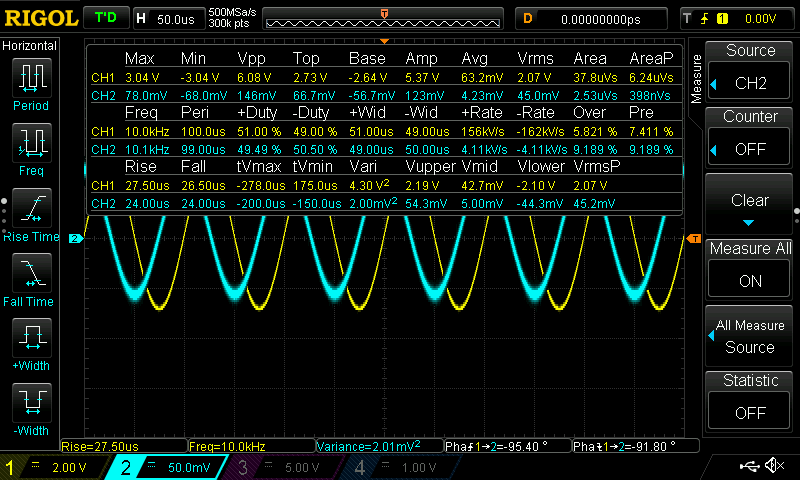 RIGOL T'D H 50.0us 500MSa/s 300k pts T D 0.00000000ps T 1 0.00V
Horizontal
Period
Freq
Rise Time
Fall Time
+Width
-Width
Max Min Vpp Top Base Amp Avg Vrms Area AreaP
CH1 3.04 V -3.04 V 6.08 V 2.73 V -2.64 V 5.37 V 63.2mV 2.07 V 37.8uVs 6.24uVs
CH2 78.0mV -68.0mV 146mV 66.7mV -56.7mV 123mV 4.23mV 45.0mV 2.53uVs 398nVs
Freq Peri +Duty -Duty +Wid -Wid +Rate -Rate Over Pre
CH1 10.0kHz 100.0us 51.00 % 49.00 % 51.00us 49.00us 156kV/s -162kV/s 5.821 % 7.411 %
CH2 10.1kHz 99.00us 49.49 % 50.50 % 49.00us 50.00us 4.11kV/s -4.11kV/s 9.189 % 9.189 %
Rise Fall tVmax tVmin Vari Vupper Vmid Vlower VrmsP
CH1 27.50us 26.50us -278.0us 175.0us 4.30 V² 2.19 V 42.7mV -2.10 V 2.07 V
CH2 24.00us 24.00us -200.0us -150.0us 2.00mV² 54.3mV 5.00mV -44.3mV 45.2mV
2
T
Measure
Source
CH2
Counter
OFF
Clear
Measure All
ON
All Measure
Source
Statistic
OFF
Rise=27.50us Freq=10.0kHz Variance=2.01mV² Pha1→2=-95.40 ° Pha1→2=-91.80 °
1 2.00 V 2 50.0mV 3 5.00 V 4 1.00 V